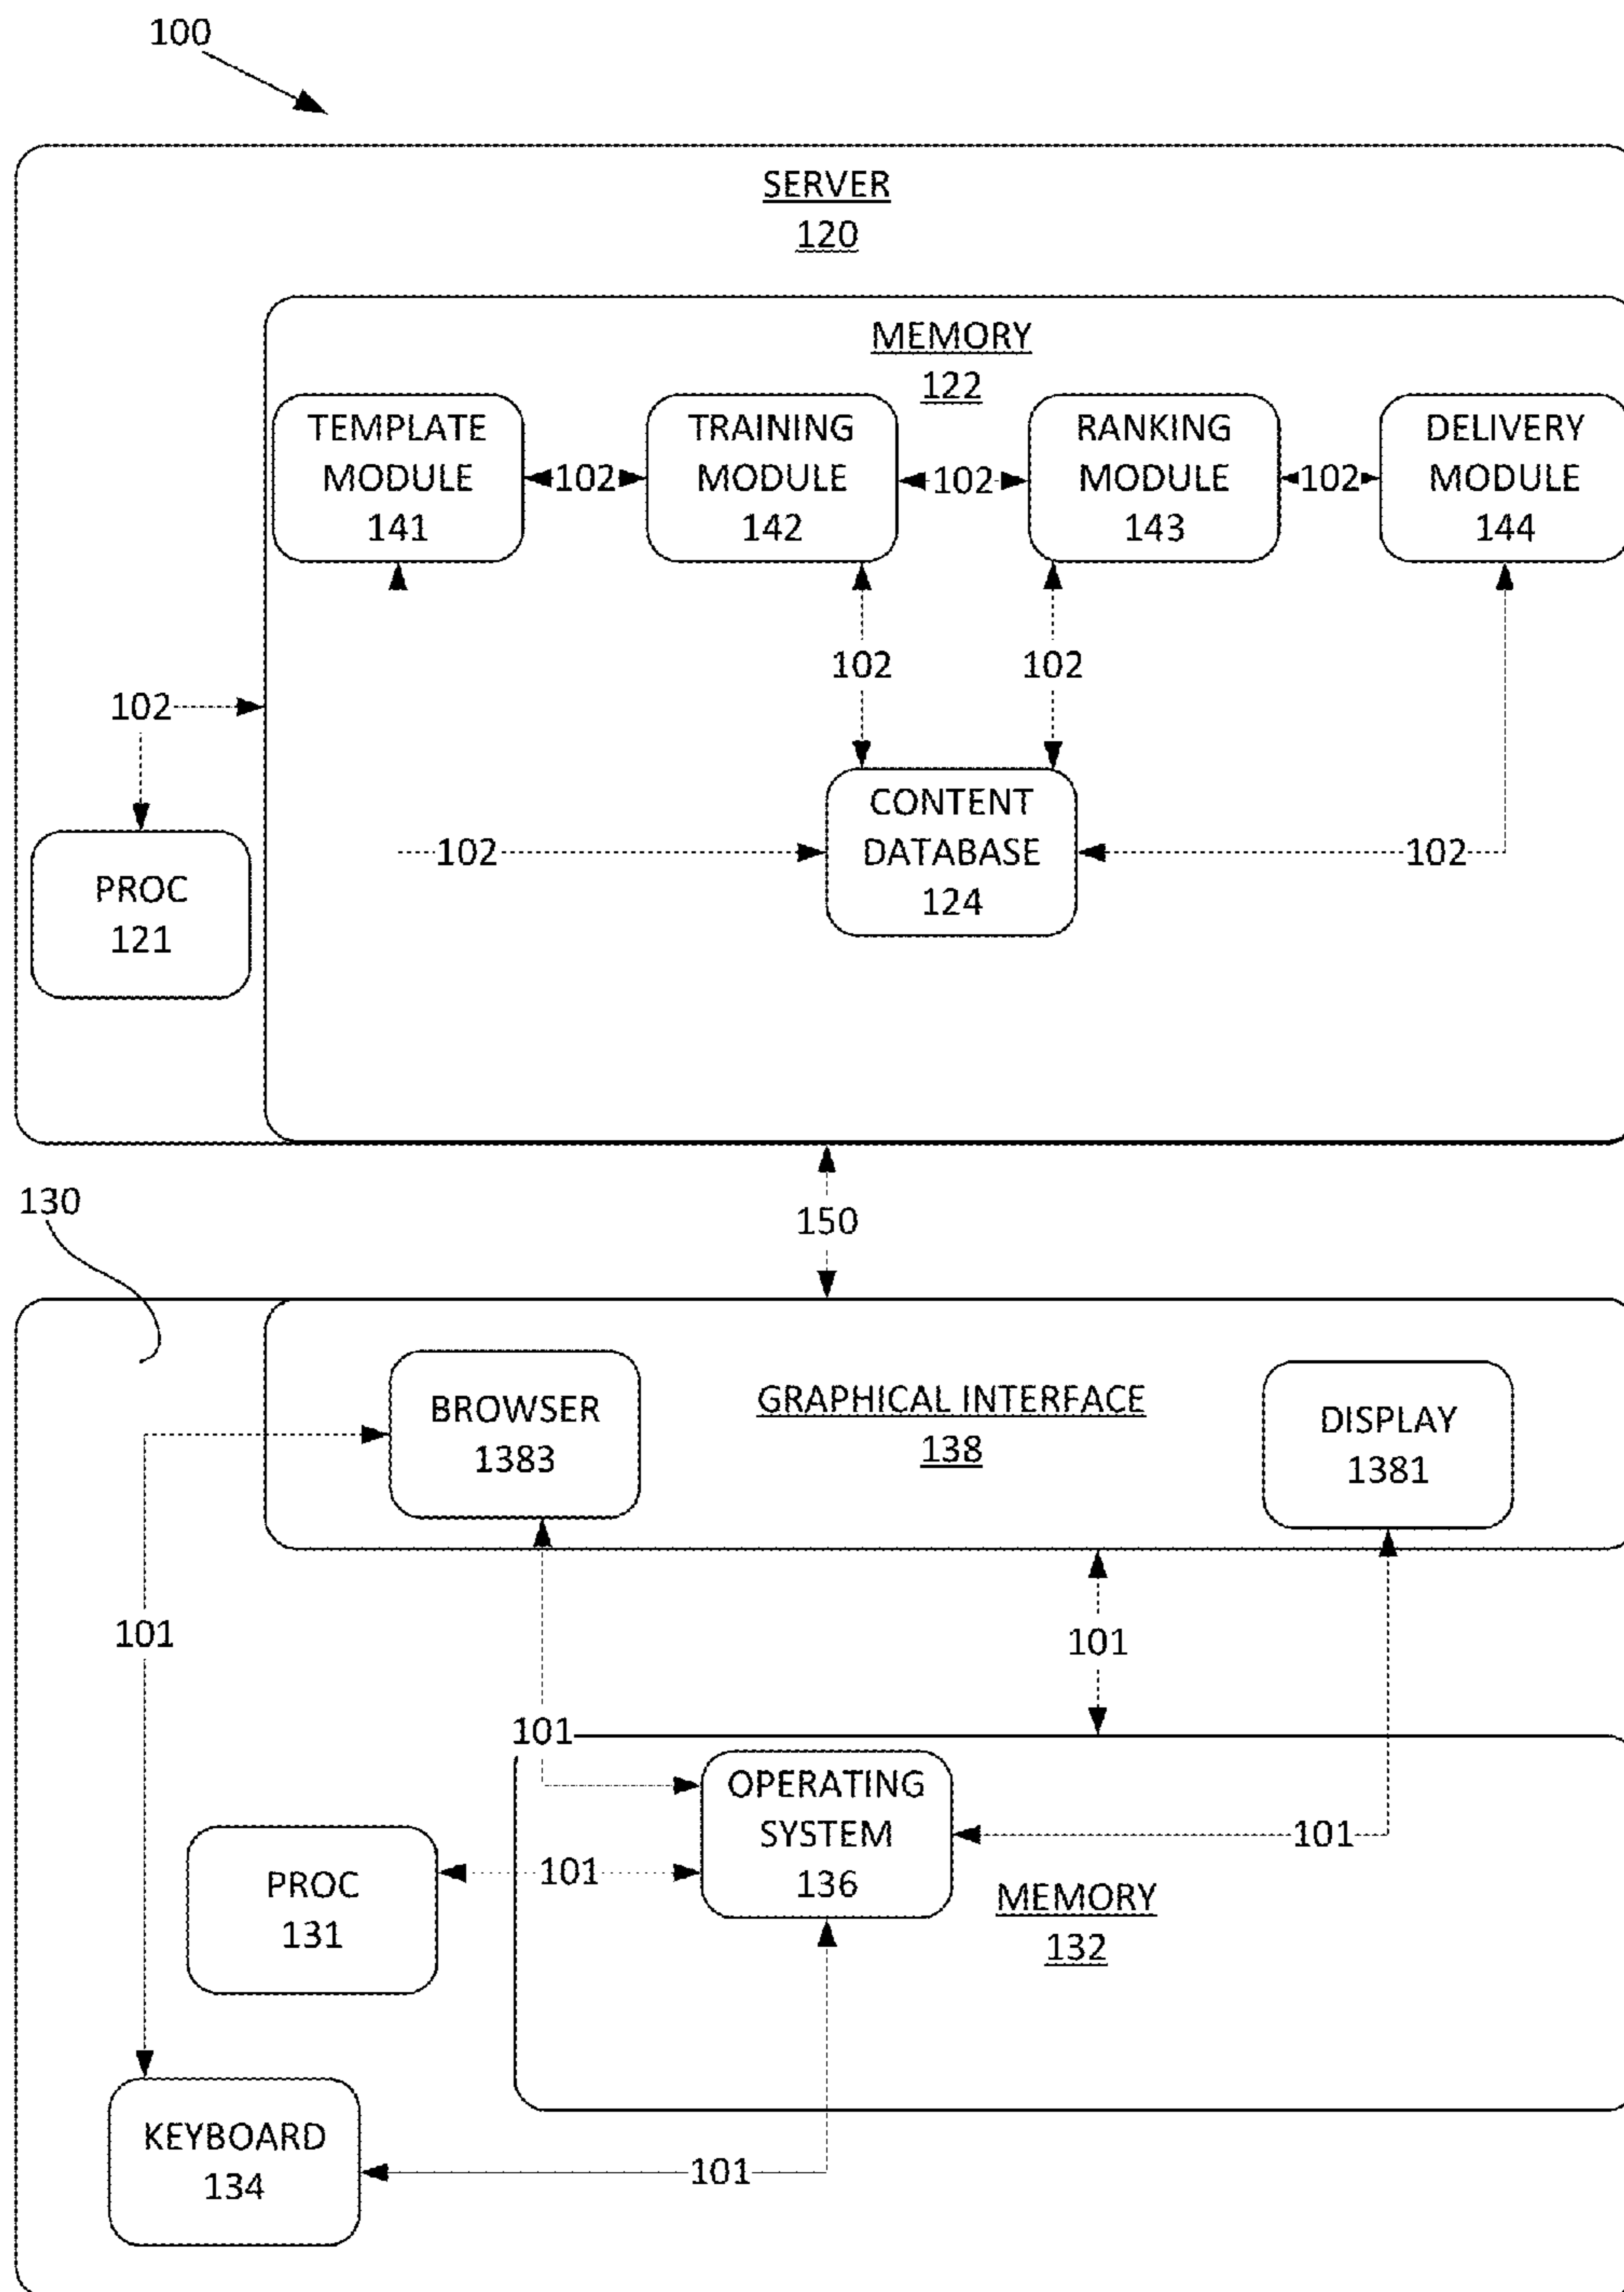 100
SERVER
120
MEMORY
122
TEMPLATE
MODULE
141
102
TRAINING
MODULE
142
102
RANKING
MODULE
143
102
DELIVERY
MODULE
144
102
102
102
PROC
121
102
CONTENT
DATABASE
124
102
130
150
BROWSER
1383
GRAPHICAL INTERFACE
138
DISPLAY
1381
101
101
101
OPERATING
SYSTEM
136
101
PROC
131
101
MEMORY
132
KEYBOARD
134
101